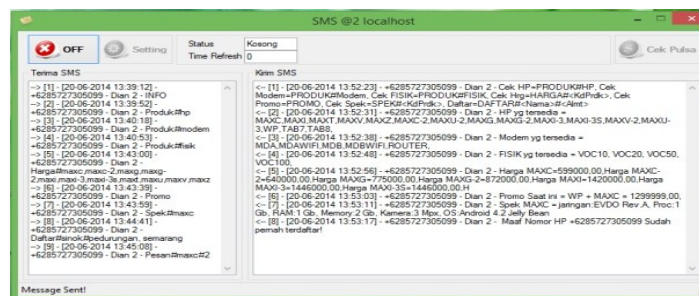 SMS @2 localhost
OFF
Setting
Status
Kosong
Time Refresh
0
Cek Pulsa
Terima SMS
--> [1] - [20-06-2014 13:39:12] -
+6285727305099 - Dian 2 - INFO
--> [2] - [20-06-2014 13:39:52] -
+6285727305099 - Dian 2 - Produk#hp
--> [3] - [20-06-2014 13:40:18] -
+6285727305099 - Dian 2 - Produk#modem
--> [4] - [20-06-2014 13:40:53] -
+6285727305099 - Dian 2 - Produk#fisik
--> [5] - [20-06-2014 13:43:00] -
+6285727305099 - Dian 2 -
Harga#maxc,maxc-2,maxg,maxg-
2,maxi,maxi-3,maxi-3s,maxt,maxu,maxv,maxz
--> [6] - [20-06-2014 13:43:39] -
+6285727305099 - Dian 2 - Promo
--> [7] - [20-06-2014 13:43:59] -
+6285727305099 - Dian 2 - Spek#maxc
--> [8] - [20-06-2014 13:44:41] -
+6285727305099 - Dian 2 -
Daftar#sinok#pedurungan, semarang
--> [9] - [20-06-2014 13:45:08] -
+6285727305099 - Dian 2 - Pesan#maxc#2
Kirim SMS
<-- [1] - [20-06-2014 13:52:23] - +6285727305099 - Dian 2 - Cek HP=PRODUK#HP, Cek
Modem=PRODUK#Modem, Cek FISIK=PRODUK#FISIK, Cek Hrg=HARGA#<KdPrdk>, Cek
Promo=PROMO, Cek Spek=SPEK#<KdPrdk>, Daftar=DAFTAR#<Nama>#<Almt>
<-- [2] - [20-06-2014 13:52:31] - +6285727305099 - Dian 2 - HP yg tersedia =
MAXC,MAXI,MAXT,MAXV,MAXZ,MAXC-2,MAXU-2,MAXG,MAXG-2,MAXI-3,MAXI-3S,MAXV-2,MAXU-
3,WP,TAB7,TAB8,
<-- [3] - [20-06-2014 13:52:38] - +6285727305099 - Dian 2 - Modem yg tersedia =
MDA,MDAWIFI,MDB,MDBWIFI,ROUTER,
<-- [4] - [20-06-2014 13:52:48] - +6285727305099 - Dian 2 - FISIK yg tersedia = VOC10, VOC20, VOC50,
VOC100,
<-- [5] - [20-06-2014 13:52:56] - +6285727305099 - Dian 2 - Harga MAXC=599000,00,Harga MAXC-
2=640000,00,Harga MAXG=775000,00,Harga MAXG-2=872000,00,Harga MAXI=1420000,00,Harga
MAXI-3=1446000,00,Harga MAXI-3S=1446000,00,H
<-- [6] - [20-06-2014 13:53:03] - +6285727305099 - Dian 2 - Promo Saat ini = WP + MAXC = 1299999,00,
<-- [7] - [20-06-2014 13:53:11] - +6285727305099 - Dian 2 - Spek MAXC = jaringan:EVDO Rev.A, Proc:1
Gb, RAM:1 Gb, Memory:2 Gb, Kamera:3 Mpx, OS:Android 4.2 Jelly Bean
<-- [8] - [20-06-2014 13:53:17] - +6285727305099 - Dian 2 - Maaf Nomor HP +6285727305099 Sudah
pernah terdaftar!
Message Sent!